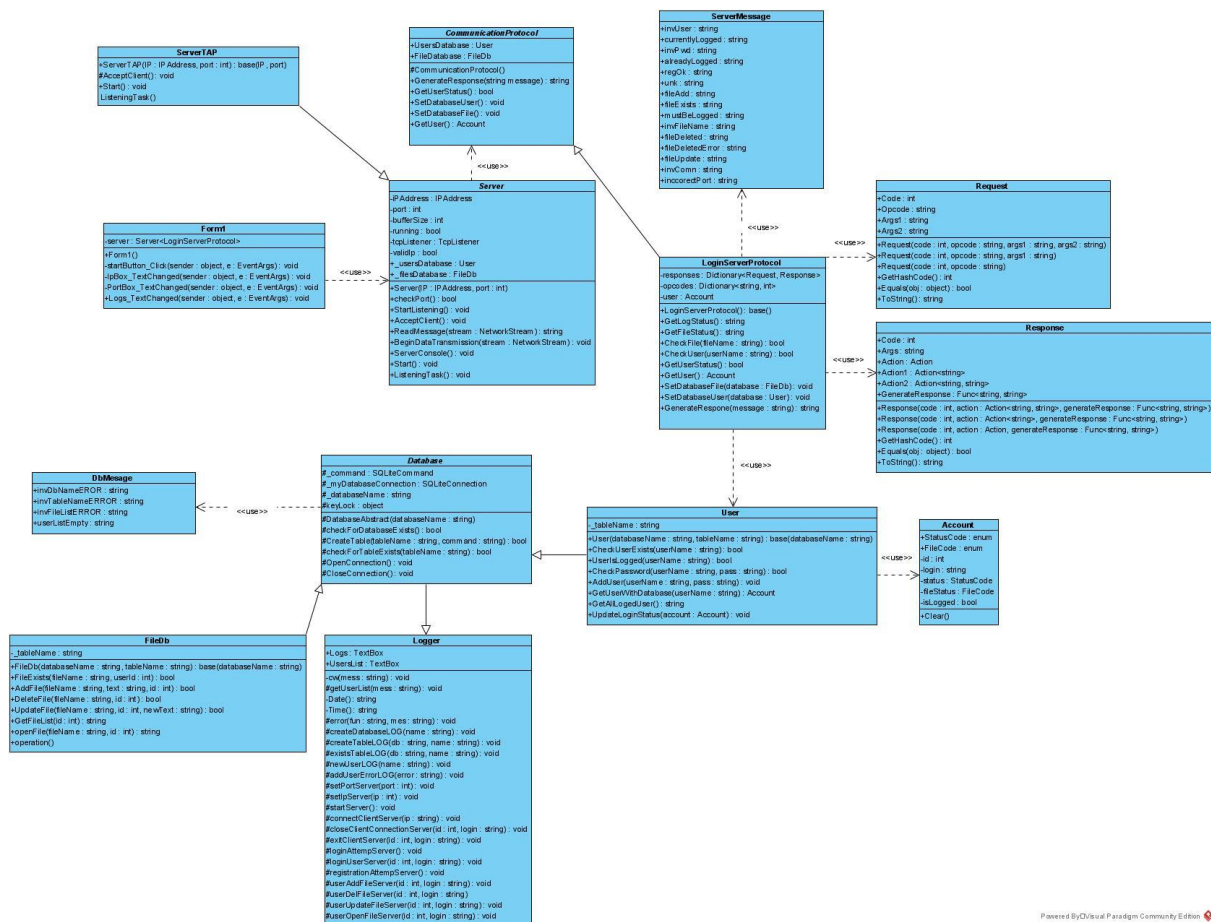 ServerTAP
+ServerTAP(IP : IPAddress, port : int) : base(IP, port)
#AcceptClient() : void
+Start() : void
ListeningTask()
CommunicationProtocol
+UsersDatabase : User
+FileDatabase : FileDb
#CommunicationProtocol()
+GenerateResponse(string message) : string
+GetUserStatus() : bool
+SetDatabaseUser() : void
+SetDatabaseFile() : void
+GetUser() : Account
ServerMessage
+invUser : string
+currentlyLogged : string
+invPwd : string
+alreadyLogged : string
+regOk : string
+unk : string
+fileAdd : string
+fileExists : string
+mustBeLogged : string
+invFileName : string
+fileDeleted : string
+fileDeletedError : string
+fileUpdate : string
+invComn : string
+inccorectPort : string
<<use>>
Server
-iPAddress : IPAddress
-port : int
-bufferSize : int
-running : bool
-tcpListener : TcpListener
-validIp : bool
+_usersDatabase : User
+_filesDatabase : FileDb
+Server(IP : IPAddress, port : int)
+checkPort() : bool
+StartListening() : void
+AcceptClient() : void
+ReadMessage(stream : NetworkStream) : string
+BeginDataTransmission(stream : NetworkStream) : void
+ServerConsole() : void
+Start() : void
+ListeningTask() : void
Form1
-server : Server<LoginServerProtocol>
+Form1()
-startButton_Click(sender : object, e : EventArgs) : void
-IpBox_TextChanged(sender : object, e : EventArgs) : void
-PortBox_TextChanged(sender : object, e : EventArgs) : void
+Logs_TextChanged(sender : object, e : EventArgs) : void
<<use>>
<<use>>
<<use>>
Request
+Code : int
+Opcode : string
+Args1 : string
+Args2 : string
+Request(code : int, opcode : string, args1 : string, args2 : string)
+Request(code : int, opcode : string, args1 : string)
+Request(code : int, opcode : string)
+GetHashCode() : int
+Equals(obj : object) : bool
+ToString() : string
LoginServerProtocol
-responses : Dictionary<Request, Response>
-opcodes : Dictionary<string, int>
-user : Account
+LoginServerProtocol() : base()
+GetLogStatus() : string
+GetFileStatus() : string
+CheckFile(fileName : string) : bool
+CheckUser(userName : string) : bool
+GetUserStatus() : bool
+GetUser() : Account
+SetDatabaseFile(database : FileDb) : void
+SetDatabaseUser(database : User) : void
+GenerateRespone(message : string) : string
<<use>>
Response
+Code : int
+Args : string
+Action : Action
+Action1 : Action<string>
+Action2 : Action<string, string>
+GenerateResponse : Func<string, string>
+Response(code : int, action : Action<string, string>, generateResponse : Func<string, string>)
+Response(code : int, action : Action<string>, generateResponse : Func<string, string>)
+Response(code : int, action : Action, generateResponse : Func<string, string>)
+GetHashCode() : int
+Equals(obj : object) : bool
+ToString() : string
<<use>>
DbMessage
+invDbNameEROR : string
+invTableNameERROR : string
+invFileListERROR : string
+userListEmpty : string
<<use>>
Database
#_command : SQLiteCommand
#_myDatabaseConnection : SQLiteConnection
#_databaseName : string
#keyLock : object
#DatabaseAbstract(databaseName : string)
#checkForDatabaseExists() : bool
#CreateTable(tableName : string, command : string) : bool
#checkForTableExists(tableName : string) : bool
#OpenConnection() : void
#CloseConnection() : void
User
-_tableName : string
+User(databaseName : string, tableName : string) : base(databaseName : string)
+CheckUserExists(userName : string) : bool
+UserIsLogged(userName : string) : bool
+CheckPassword(userName : string, pass : string) : bool
+AddUser(userName : string, pass : string) : void
+GetUserWithDatabase(userName : string) : Account
+GetAllLogedUser() : string
+UpdateLoginStatus(account : Account) : void
<<use>>
Account
+StatusCode : enum
+FileCode : enum
-id : int
-login : string
-status : StatusCode
-fileStatus : FileCode
-isLogged : bool
+Clear()
FileDb
-_tableName : string
+FileDb(databaseName : string, tableName : string) : base(databaseName : string)
+FileExists(fileName : string, userId : int) : bool
+AddFile(fileName : string, text : string, id : int) : bool
+DeleteFile(fileName : string, id : int) : bool
+UpdateFile(fileName : string, id : int, newText : string) : bool
+GetFileList(id : int) : string
+openFile(fileName : string, id : int) : string
+operation()
Logger
+Logs : TextBox
+UsersList : TextBox
-cw(mess : string) : void
#getUserList(mess : string) : void
-Date() : string
-Time() : string
#error(fun : string, mes : string) : void
#createDatabaseLOG(name : string) : void
#createTableLOG(db : string, name : string) : void
#existsTableLOG(db : string, name : string) : void
#newUserLOG(name : string) : void
#addUserErrorLOG(error : string) : void
#setPortServer(port : int) : void
#setIpServer(ip : int) : void
#startServer() : void
#connectClientServer(ip : string) : void
#closeClientConnectionServer(id : int, login : string) : void
#exitClientServer(id : int, login : string) : void
#loginAttempServer() : void
#loginUserServer(id : int, login : string) : void
#registrationAttempServer() : void
#userAddFileServer(id : int, login : string) : void
#userDelFileServer(id : int, login : string)
#userUpdateFileServer(id : int, login : string) : void
#userOpenFileServer(id : int, login : string) : void
Powered By Visual Paradigm Community Edition